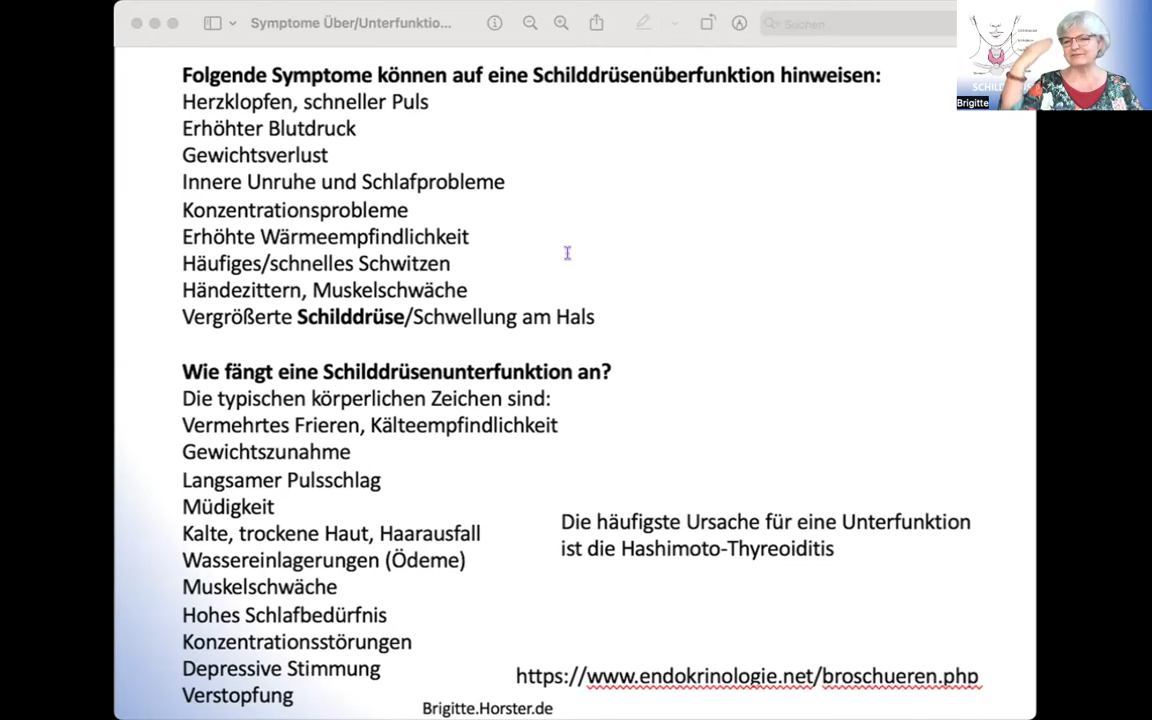 Symptome Über/Unterfunktio...
Suchen
Brigitte
Folgende Symptome können auf eine Schilddrüsenüberfunktion hinweisen:
Herzklopfen, schneller Puls
Erhöhter Blutdruck
Gewichtsverlust
Innere Unruhe und Schlafprobleme
Konzentrationsprobleme
Erhöhte Wärmeempfindlichkeit
Häufiges/schnelles Schwitzen
Händezittern, Muskelschwäche
Vergrößerte Schilddrüse/Schwellung am Hals
Wie fängt eine Schilddrüsenunterfunktion an?
Die typischen körperlichen Zeichen sind:
Vermehrtes Frieren, Kälteempfindlichkeit
Gewichtszunahme
Langsamer Pulsschlag
Müdigkeit
Kalte, trockene Haut, Haarausfall
Wassereinlagerungen (Ödeme)
Muskelschwäche
Hohes Schlafbedürfnis
Konzentrationsstörungen
Depressive Stimmung
Verstopfung
Die häufigste Ursache für eine Unterfunktion
ist die Hashimoto-Thyreoiditis
https://www.endokrinologie.net/broschueren.php
Brigitte.Horster.de